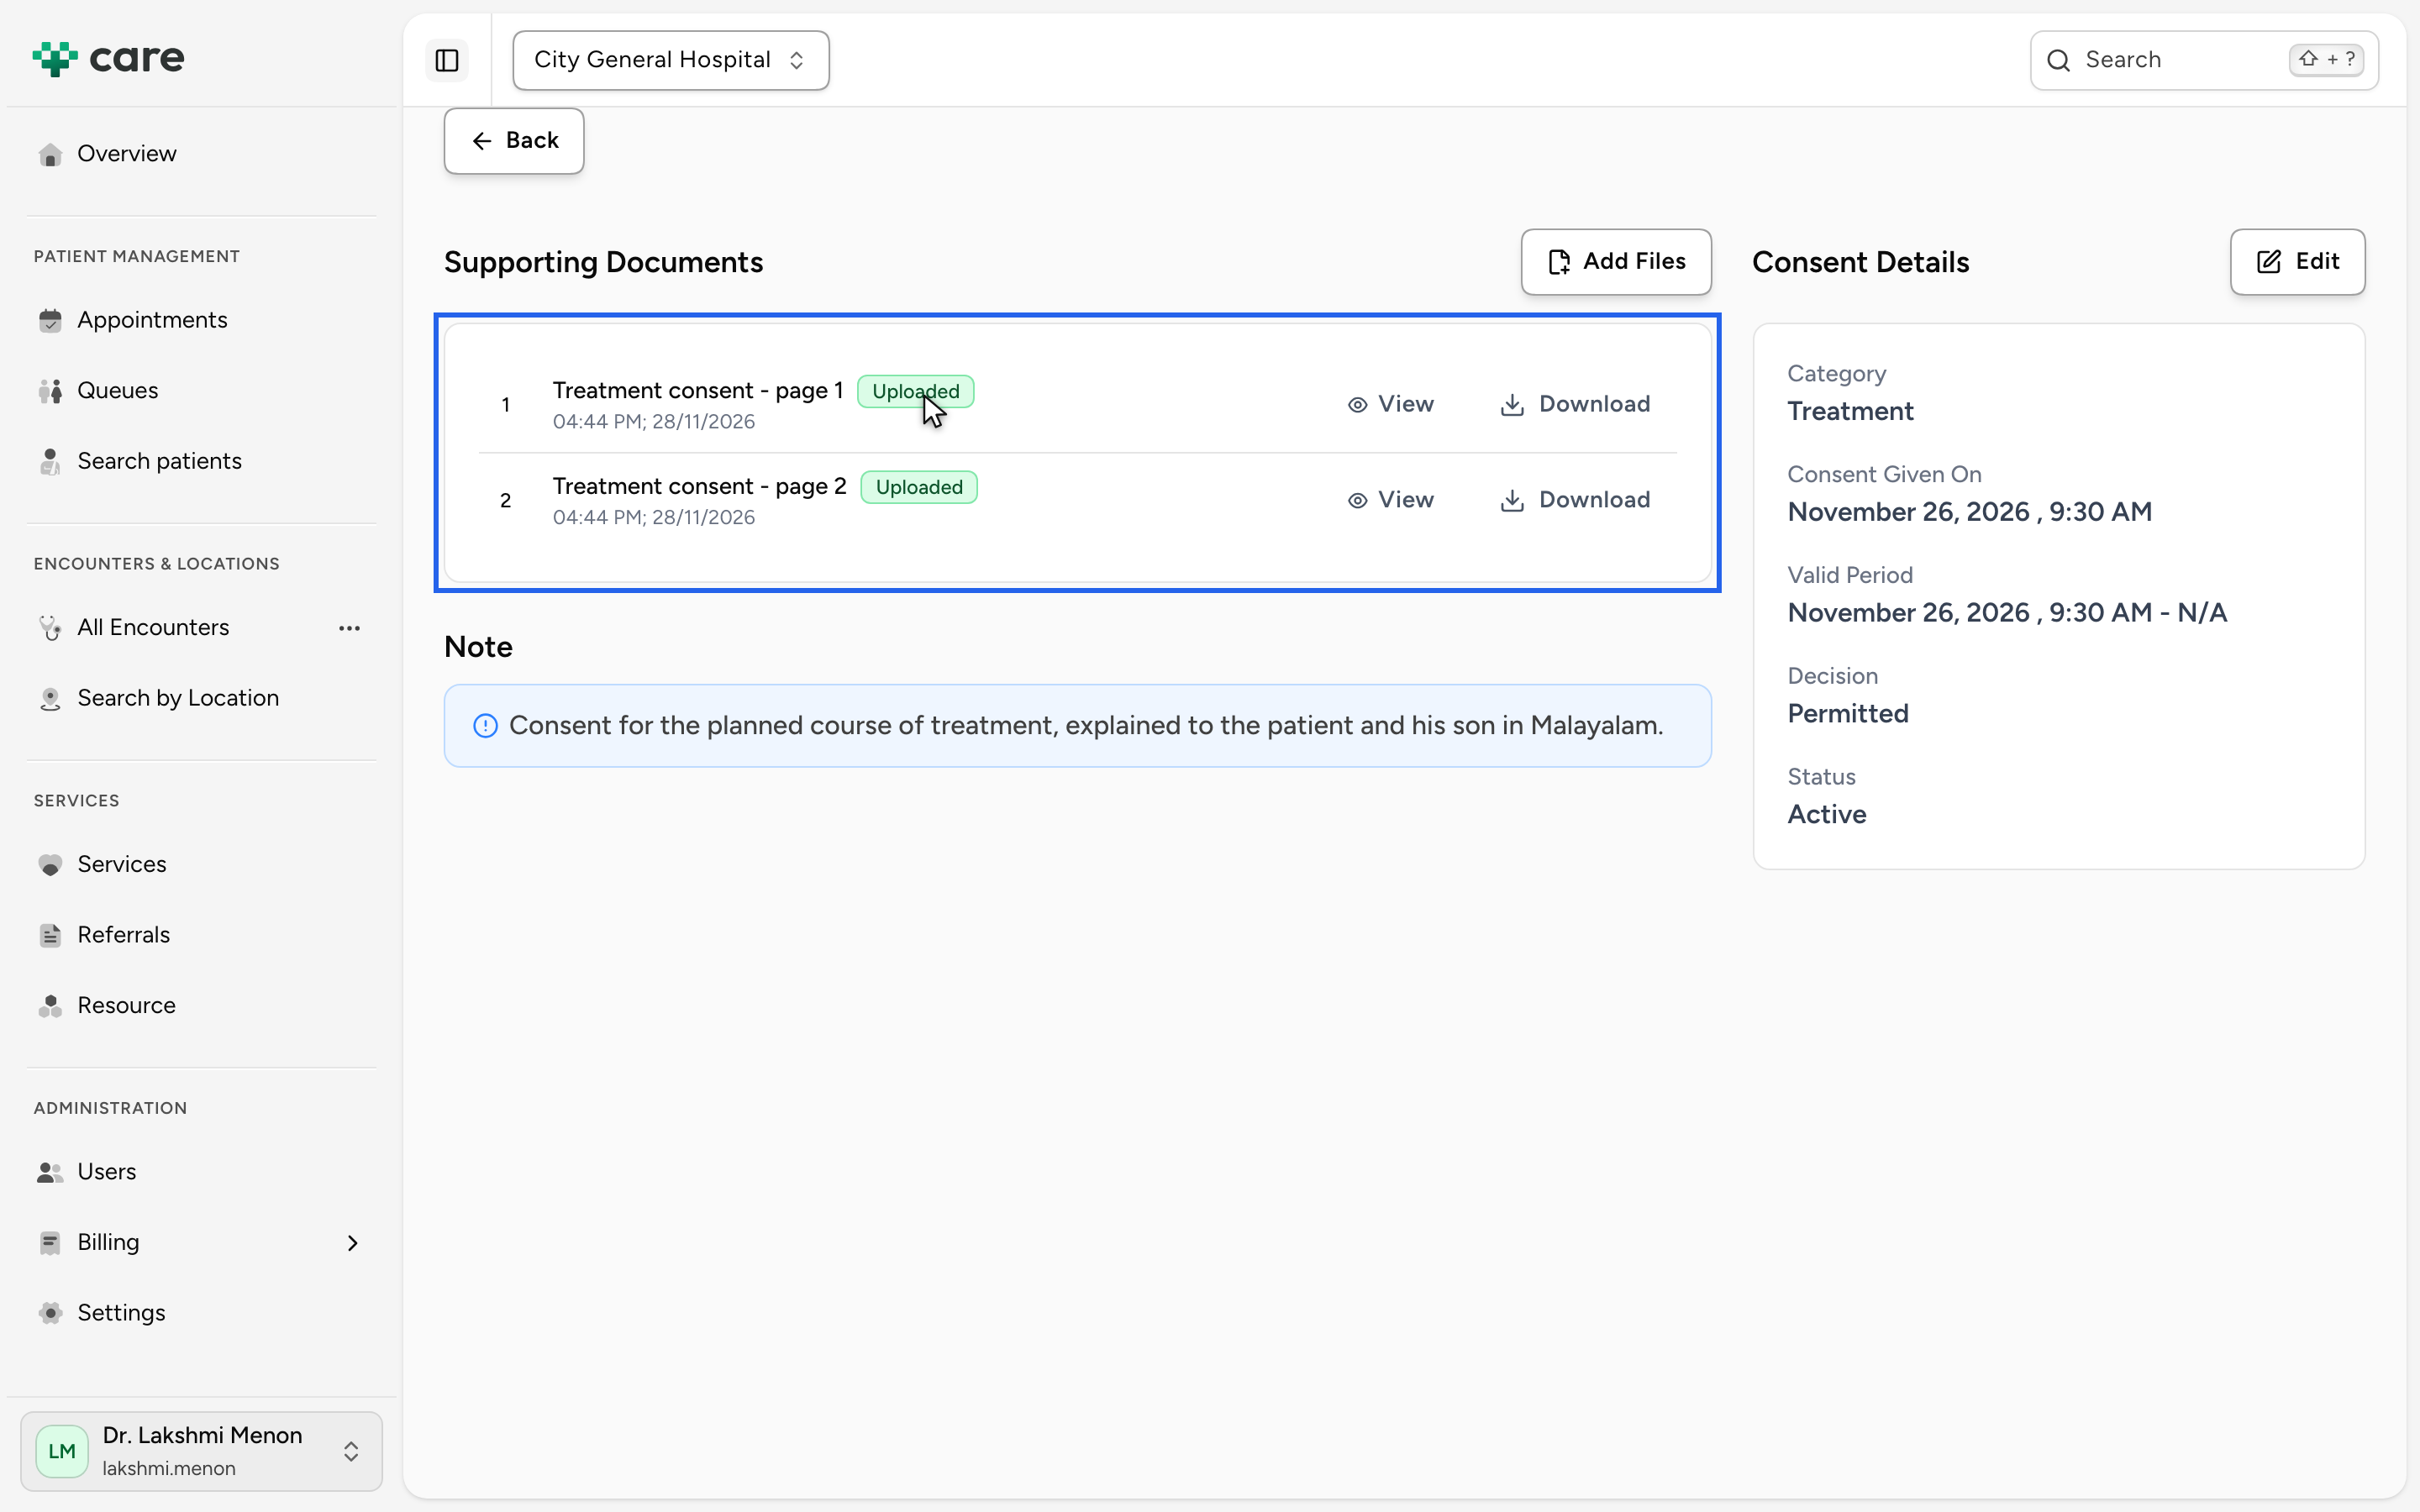 care
City General Hospital
Search
+ ?
Overview
PATIENT MANAGEMENT
Appointments
Queues
Search patients
ENCOUNTERS & LOCATIONS
All Encounters
Search by Location
SERVICES
Services
Referrals
Resource
ADMINISTRATION
Users
Billing
Settings
LM
Dr. Lakshmi Menon
lakshmi.menon
Back
Supporting Documents
Add Files
1
Treatment consent - page 1 Uploaded
04:44 PM; 28/11/2026
View
Download
2
Treatment consent - page 2 Uploaded
04:44 PM; 28/11/2026
View
Download
Note
Consent for the planned course of treatment, explained to the patient and his son in Malayalam.
Consent Details
Edit
Category
Treatment
Consent Given On
November 26, 2026 , 9:30 AM
Valid Period
November 26, 2026 , 9:30 AM - N/A
Decision
Permitted
Status
Active